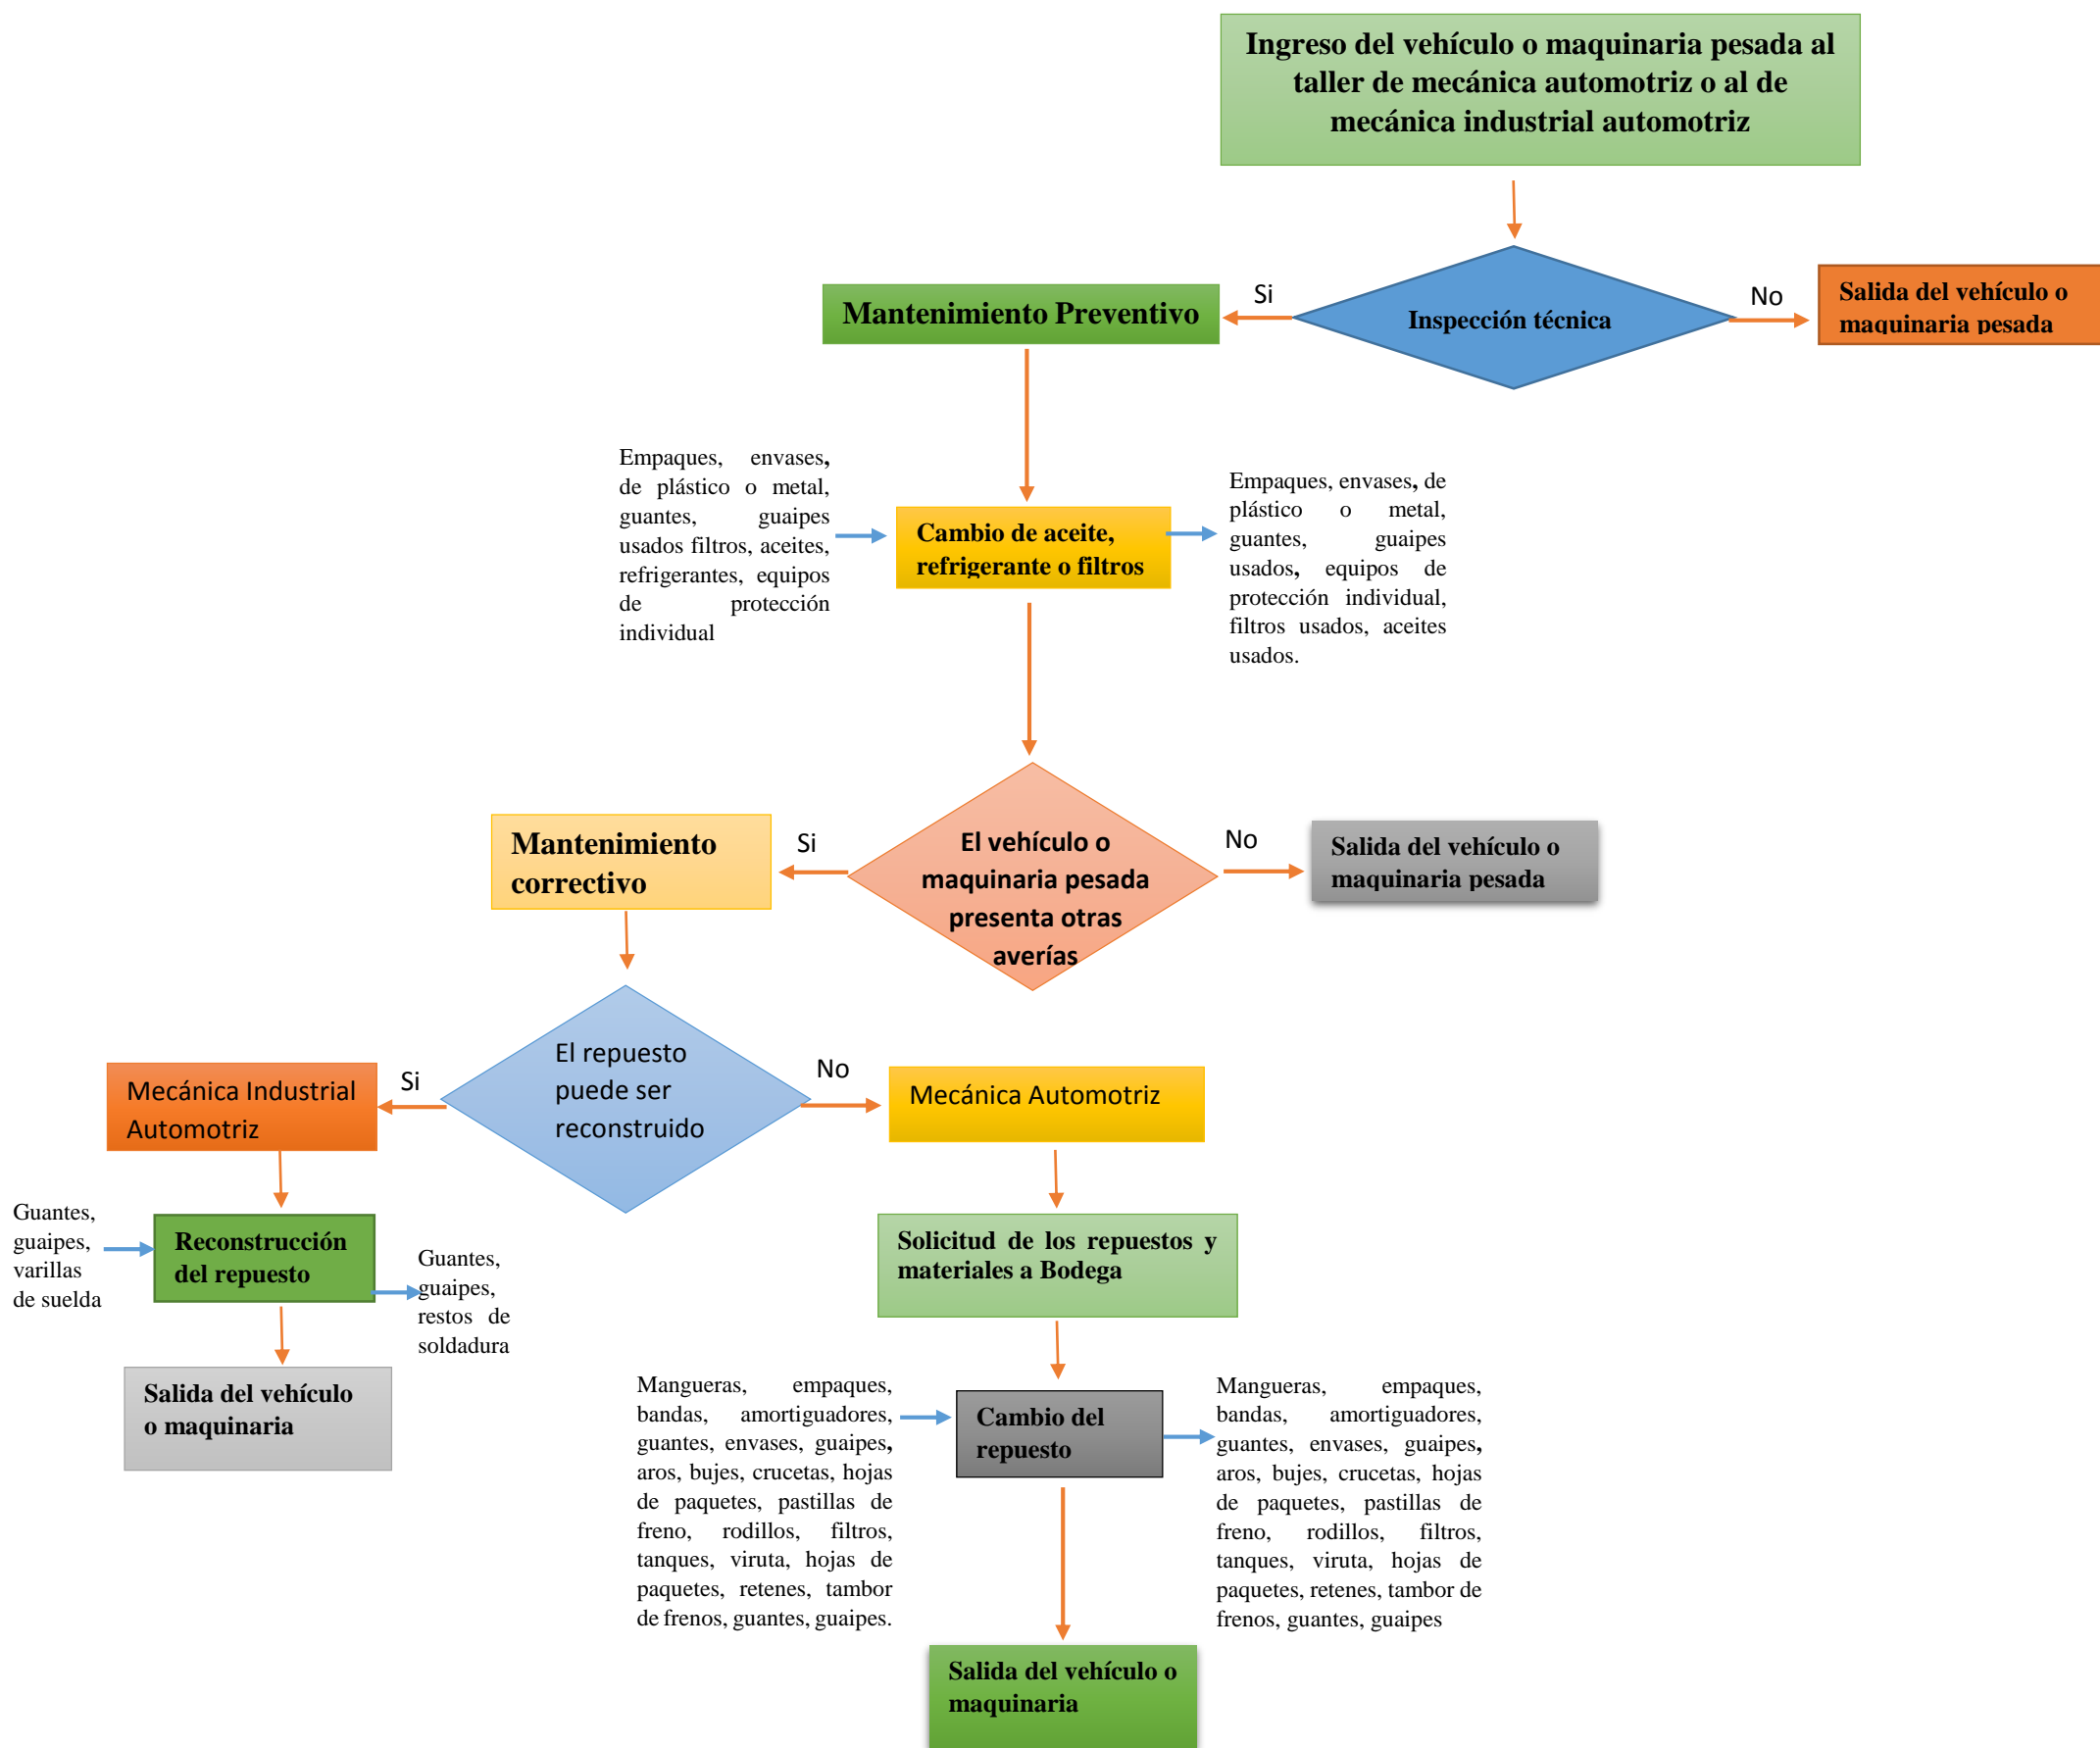 Ingreso del vehículo o maquinaria pesada al
taller de mecánica automotriz o al de
mecánica industrial automotriz
Si
No
Mantenimiento Preventivo
Inspección técnica
Salida del vehículo o
maquinaria pesada
Empaques, envases, 
de plástico o metal,
guantes, guaipes
usados filtros, aceites,
refrigerantes, equipos
de protección
individual
Cambio de aceite,
refrigerante o filtros
Empaques, envases, de
plástico o metal,
guantes, guaipes
usados, equipos de
protección individual,
filtros usados, aceites
usados.
Mantenimiento
correctivo
Si
El vehículo o
maquinaria pesada
presenta otras
averías
No
Salida del vehículo o
maquinaria pesada
Mecánica Industrial
Automotriz
Si
El repuesto
puede ser
reconstruido
No
Mecánica Automotriz
Guantes,
guaipes,
varillas
de suelda
Reconstrucción
del repuesto
Guantes,
guaipes,
restos de
soldadura
Solicitud de los repuestos y
materiales a Bodega
Salida del vehículo
o maquinaria
Mangueras, empaques,
bandas, amortiguadores,
guantes, envases, guaipes,
aros, bujes, crucetas, hojas
de paquetes, pastillas de
freno, rodillos, filtros,
tanques, viruta, hojas de
paquetes, retenes, tambor
de frenos, guantes, guaipes.
Cambio del
repuesto
Mangueras, empaques,
bandas, amortiguadores,
guantes, envases, guaipes,
aros, bujes, crucetas, hojas
de paquetes, pastillas de
freno, rodillos, filtros,
tanques, viruta, hojas de
paquetes, retenes, tambor de
frenos, guantes, guaipes
Salida del vehículo o
maquinaria